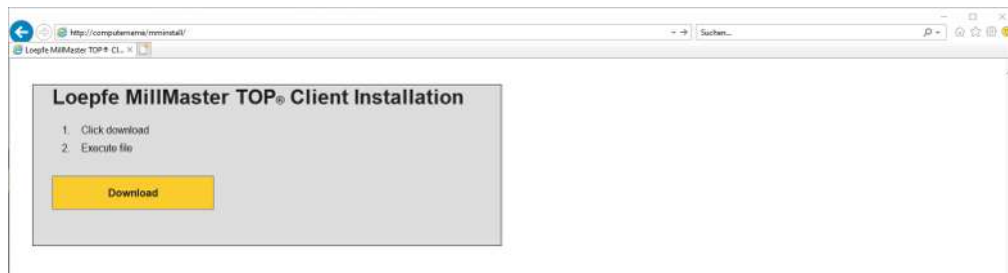 http://computername/mminstall/
Suchen...
Loepfe MillMaster TOP® Cl...
Loepfe MillMaster TOP® Client Installation
1. Click download
2. Execute file
Download